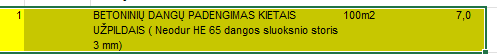 1 BETONINIŲ DANGŲ PADENGIMAS KIETAIS 100m2 7,0
UŽPILDAIS ( Neodur HE 65 dangos sluoksnio storis
3 mm)